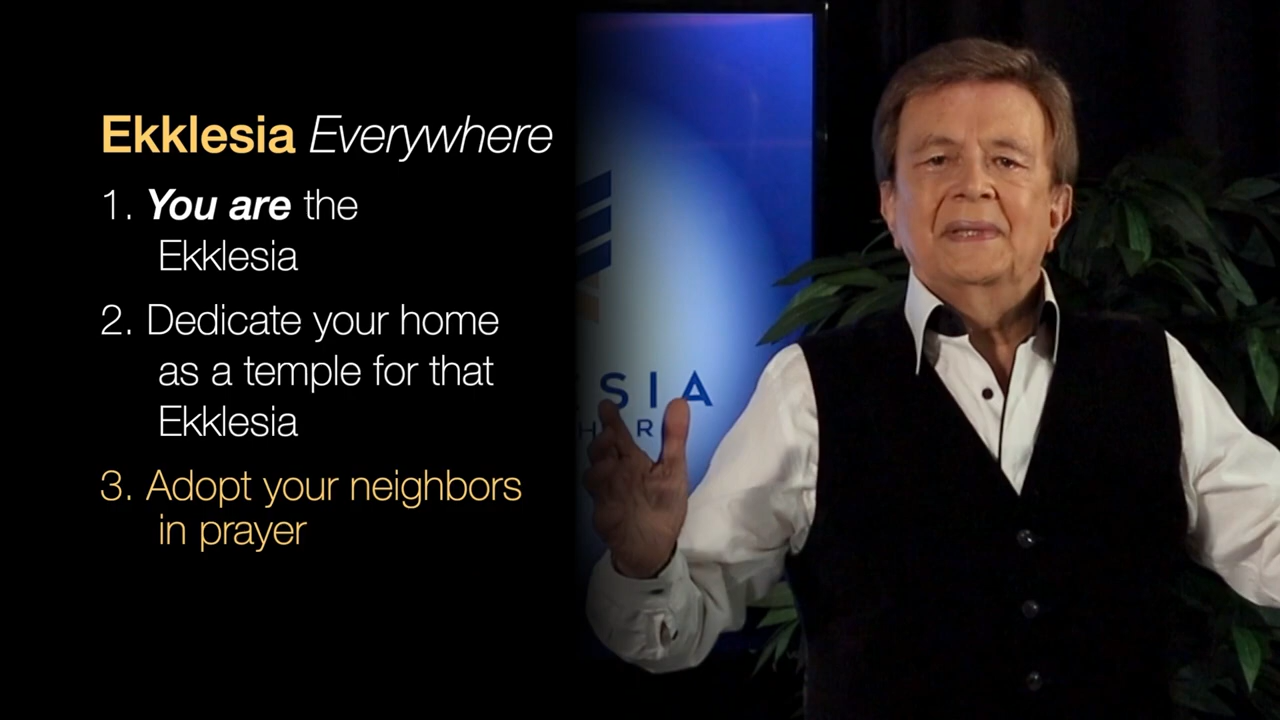 Ekklesia Everywhere
1. You are the
Ekklesia
2. Dedicate your home
as a temple for that
Ekklesia
3. Adopt your neighbors
in prayer
SIA